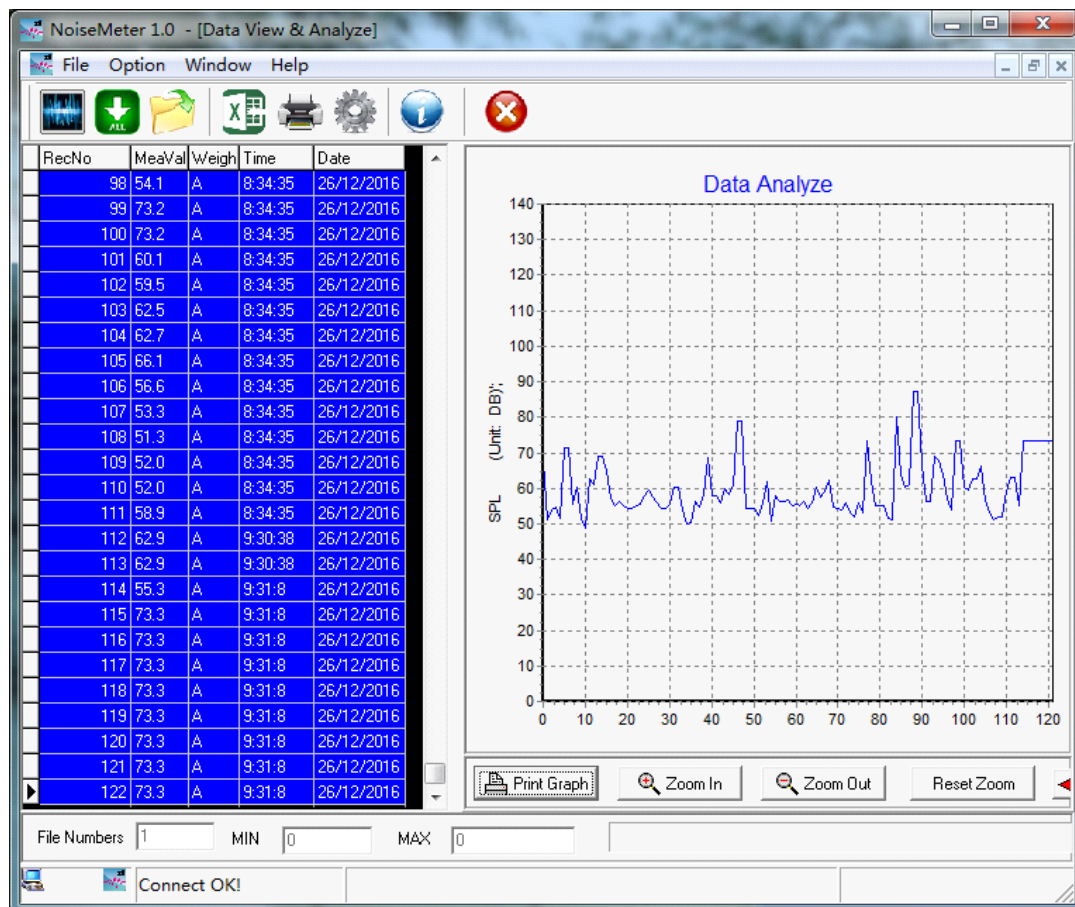 NoiseMeter 1.0 - [Data View & Analyze]
File Option Window Help
ALL
RecNo MeaVal Weigh Time Date
98 54.1 A 8:34:35 26/12/2016
99 73.2 A 8:34:35 26/12/2016
100 73.2 A 8:34:35 26/12/2016
101 60.1 A 8:34:35 26/12/2016
102 59.5 A 8:34:35 26/12/2016
103 62.5 A 8:34:35 26/12/2016
104 62.7 A 8:34:35 26/12/2016
105 66.1 A 8:34:35 26/12/2016
106 56.6 A 8:34:35 26/12/2016
107 53.3 A 8:34:35 26/12/2016
108 51.3 A 8:34:35 26/12/2016
109 52.0 A 8:34:35 26/12/2016
110 52.0 A 8:34:35 26/12/2016
111 58.9 A 8:34:35 26/12/2016
112 62.9 A 9:30:38 26/12/2016
113 62.9 A 9:30:38 26/12/2016
114 55.3 A 9:31:8 26/12/2016
115 73.3 A 9:31:8 26/12/2016
116 73.3 A 9:31:8 26/12/2016
117 73.3 A 9:31:8 26/12/2016
118 73.3 A 9:31:8 26/12/2016
119 73.3 A 9:31:8 26/12/2016
120 73.3 A 9:31:8 26/12/2016
121 73.3 A 9:31:8 26/12/2016
122 73.3 A 9:31:8 26/12/2016
Data Analyze
140
130
120
110
100
90
80
70
60
50
40
30
20
10
0
SPL (Unit: DB);
0 10 20 30 40 50 60 70 80 90 100 110 120
Print Graph Zoom In Zoom Out Reset Zoom
File Numbers 1 MIN 0 MAX 0
Connect OK!